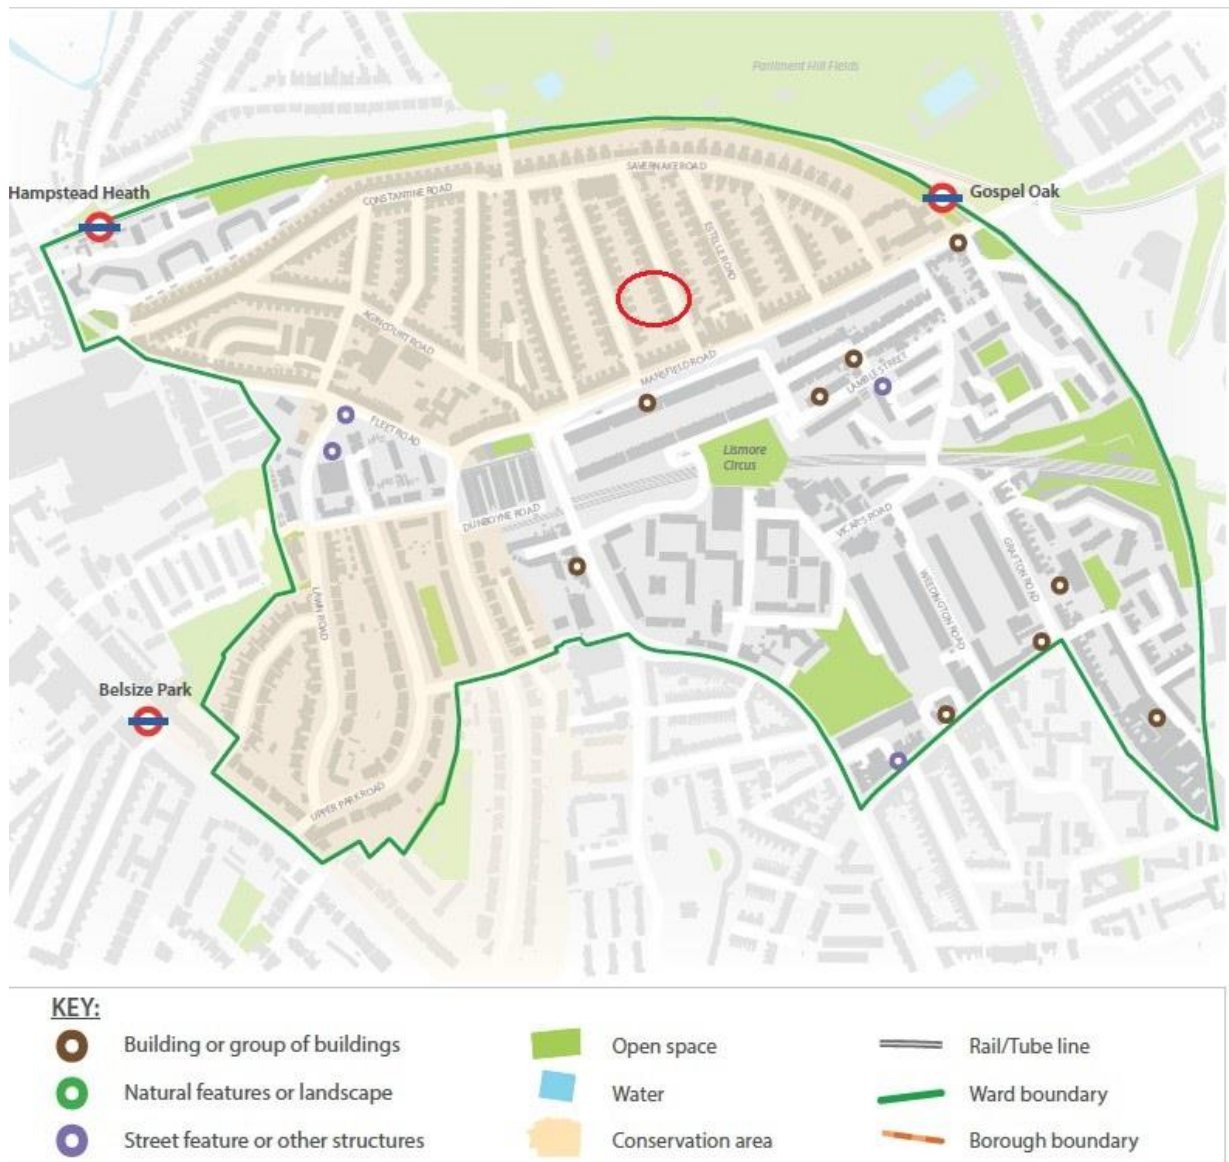 Parliment Hill Fields
Hampstead Heath
Gospel Oak
SAVERNAKE ROAD
CONSTANTINE ROAD
ESTELLE ROAD
AGINCOURT ROAD
MANSFIELD ROAD
LAMBLE STREET
FLEET ROAD
Lismore
Circus
DUNBOYNE ROAD
VICARS ROAD
GRAFTON ROAD
WEEDINGTON ROAD
LAWN ROAD
Belsize Park
UPPER PARK ROAD
KEY:
Building or group of buildings
Open space
Rail/Tube line
Natural features or landscape
Water
Ward boundary
Street feature or other structures
Conservation area
Borough boundary